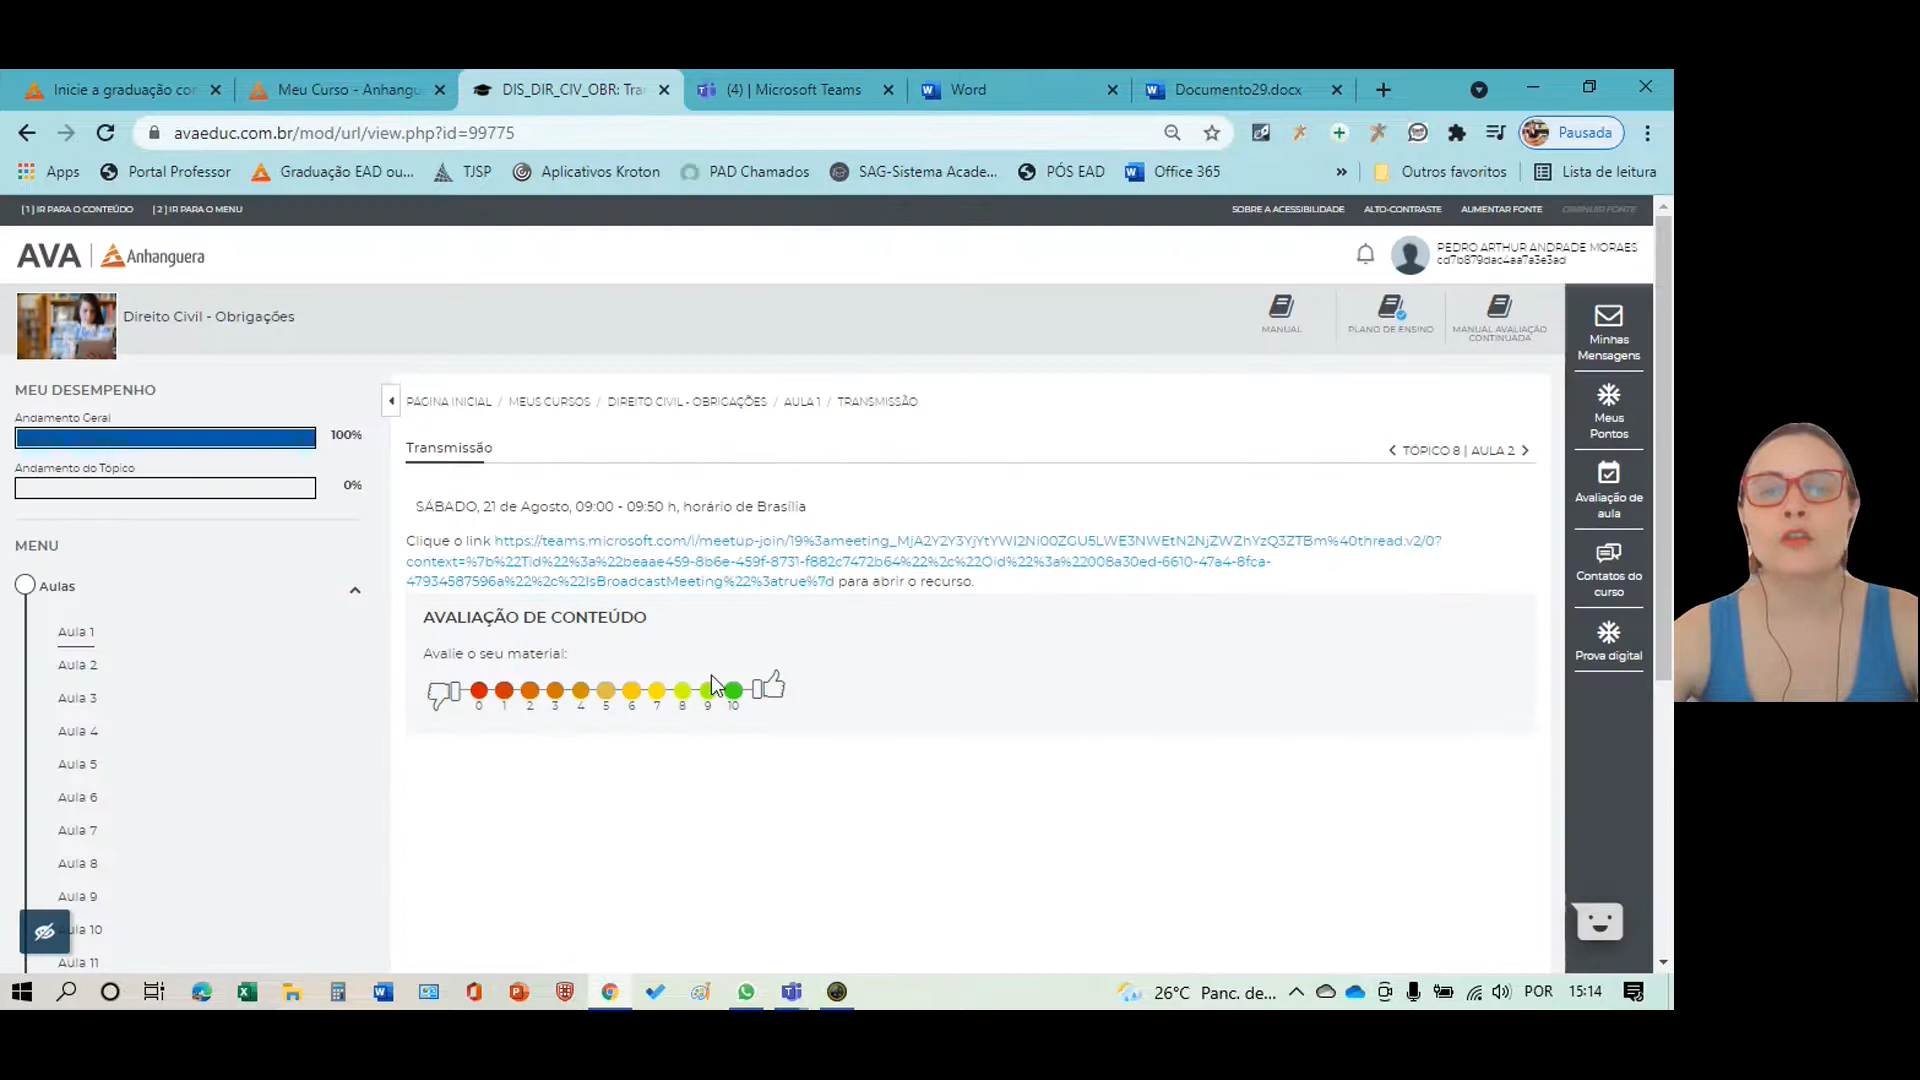 Inicie a graduação cor
Meu Curso - Anhangu
DIS_DIR_CIV_OBR: Tra
(4) | Microsoft Teams
Word
Documento29.docx
avaeduc.com.br/mod/url/view.php?id=99775
Pausada
Apps
Portal Professor
Graduação EAD ou...
TJSP
Aplicativos Kroton
PAD Chamados
SAG-Sistema Acade...
PÓS EAD
Office 365
»
Outros favoritos
Lista de leitura
[1] IR PARA O CONTEÚDO
[2] IR PARA O MENU
SOBRE A ACESSIBILIDADE
ALTO-CONTRASTE
AUMENTAR FONTE
DIMINUIR FONTE
AVA | Anhanguera
PEDRO ARTHUR ANDRADE MORAES
cd7b879dac4aa7a3e3ad
Direito Civil - Obrigações
MANUAL
PLANO DE ENSINO
MANUAL AVALIAÇÃO
CONTINUADA
Minhas
Mensagens
Meus
Pontos
Avaliação de
aula
Contatos do
curso
Prova digital
MEU DESEMPENHO
Andamento Geral
100%
Andamento do Tópico
0%
MENU
Aulas
Aula 1
Aula 2
Aula 3
Aula 4
Aula 5
Aula 6
Aula 7
Aula 8
Aula 9
ula 10
Aula 11
PÁGINA INICIAL / MEUS CURSOS / DIREITO CIVIL - OBRIGAÇÕES / AULA 1 / TRANSMISSÃO
Transmissão
TÓPICO 8 | AULA 2
SÁBADO, 21 de Agosto, 09:00 - 09:50 h, horário de Brasília
Clique o link https://teams.microsoft.com/l/meetup-join/19%3ameeting_MjA2Y2Y3YjYtYWI2Ni00ZGU5LWE3NWEtN2NjZWZhYzQ3ZTBm%40thread.v2/0?
context=%7b%22Tid%22%3a%22beaae459-8b6e-459f-8731-f882c7472b64%22%2c%22Oid%22%3a%22008a30ed-6610-47a4-8fca-
47934587596a%22%2c%22IsBroadcastMeeting%22%3atrue%7d para abrir o recurso.
AVALIAÇÃO DE CONTEÚDO
Avalie o seu material:
0 1 2 3 4 5 6 7 8 9 10
26°C Panc. de...
POR
15:14